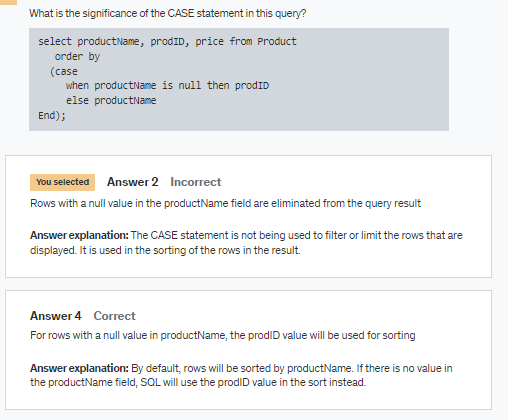 What is the significance of the CASE statement in this query?
select productName, prodID, price from Product
order by
(case
when productName is null then prodID
else productName
End);
You selected Answer 2 Incorrect
Rows with a null value in the productName field are eliminated from the query result
Answer explanation: The CASE statement is not being used to filter or limit the rows that are
displayed. It is used in the sorting of the rows in the result.
Answer 4 Correct
For rows with a null value in productName, the prodID value will be used for sorting
Answer explanation: By default, rows will be sorted by productName. If there is no value in
the productName field, SQL will use the prodID value in the sort instead.